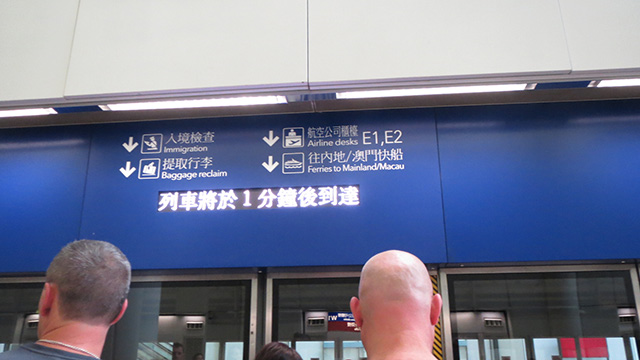 入境檢查
Immigration
提取行李
Baggage reclaim
航空公司櫃檯 E1,E2
Airline desks
往內地/澳門快船
Ferries to Mainland/Macau
列車將於1分鐘後到達